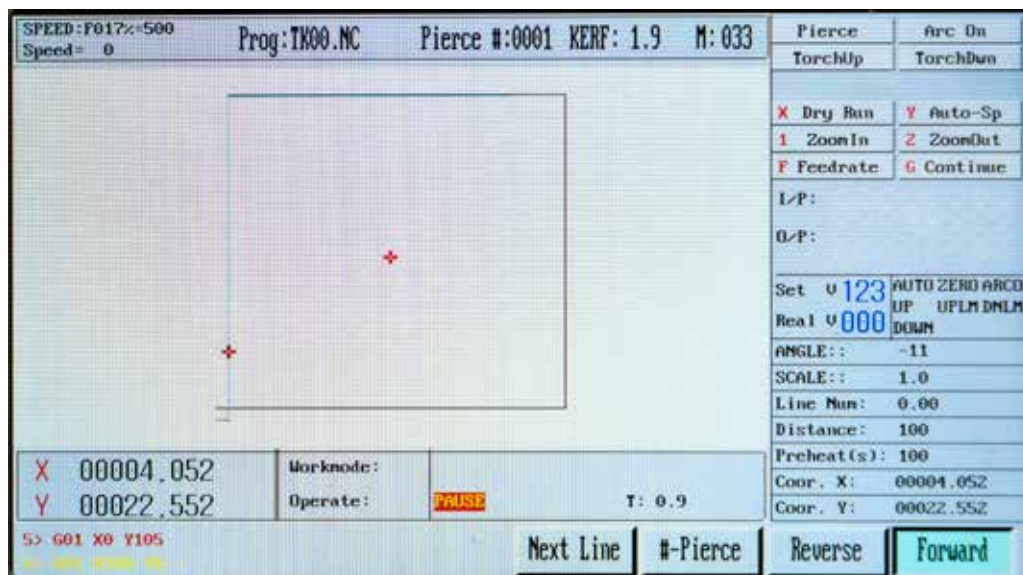 SPEED:F017%=500
Speed= 0
Prog:TK00.NC Pierce #:0001 KERF: 1.9 M: 033
Pierce Arc On
TorchUp TorchDwn
X Dry Run Y Auto-Sp
1 ZoomIn 2 ZoomOut
F Feedrate G Continue
I/P:
O/P:
Set V 123 AUTO ZERO ARCO
UP UPLM DNLM
Real V 000 DOWN
ANGLE:: -11
SCALE:: 1.0
Line Num: 0.00
Distance: 100
Preheat(s): 100
Coor. X: 00004.052
Coor. Y: 00022.552
X 00004.052
Y 00022.552
Workmode:
Operate: PAUSE T: 0.9
5> G01 X0 Y105
Next Line #-Pierce Reverse Forward